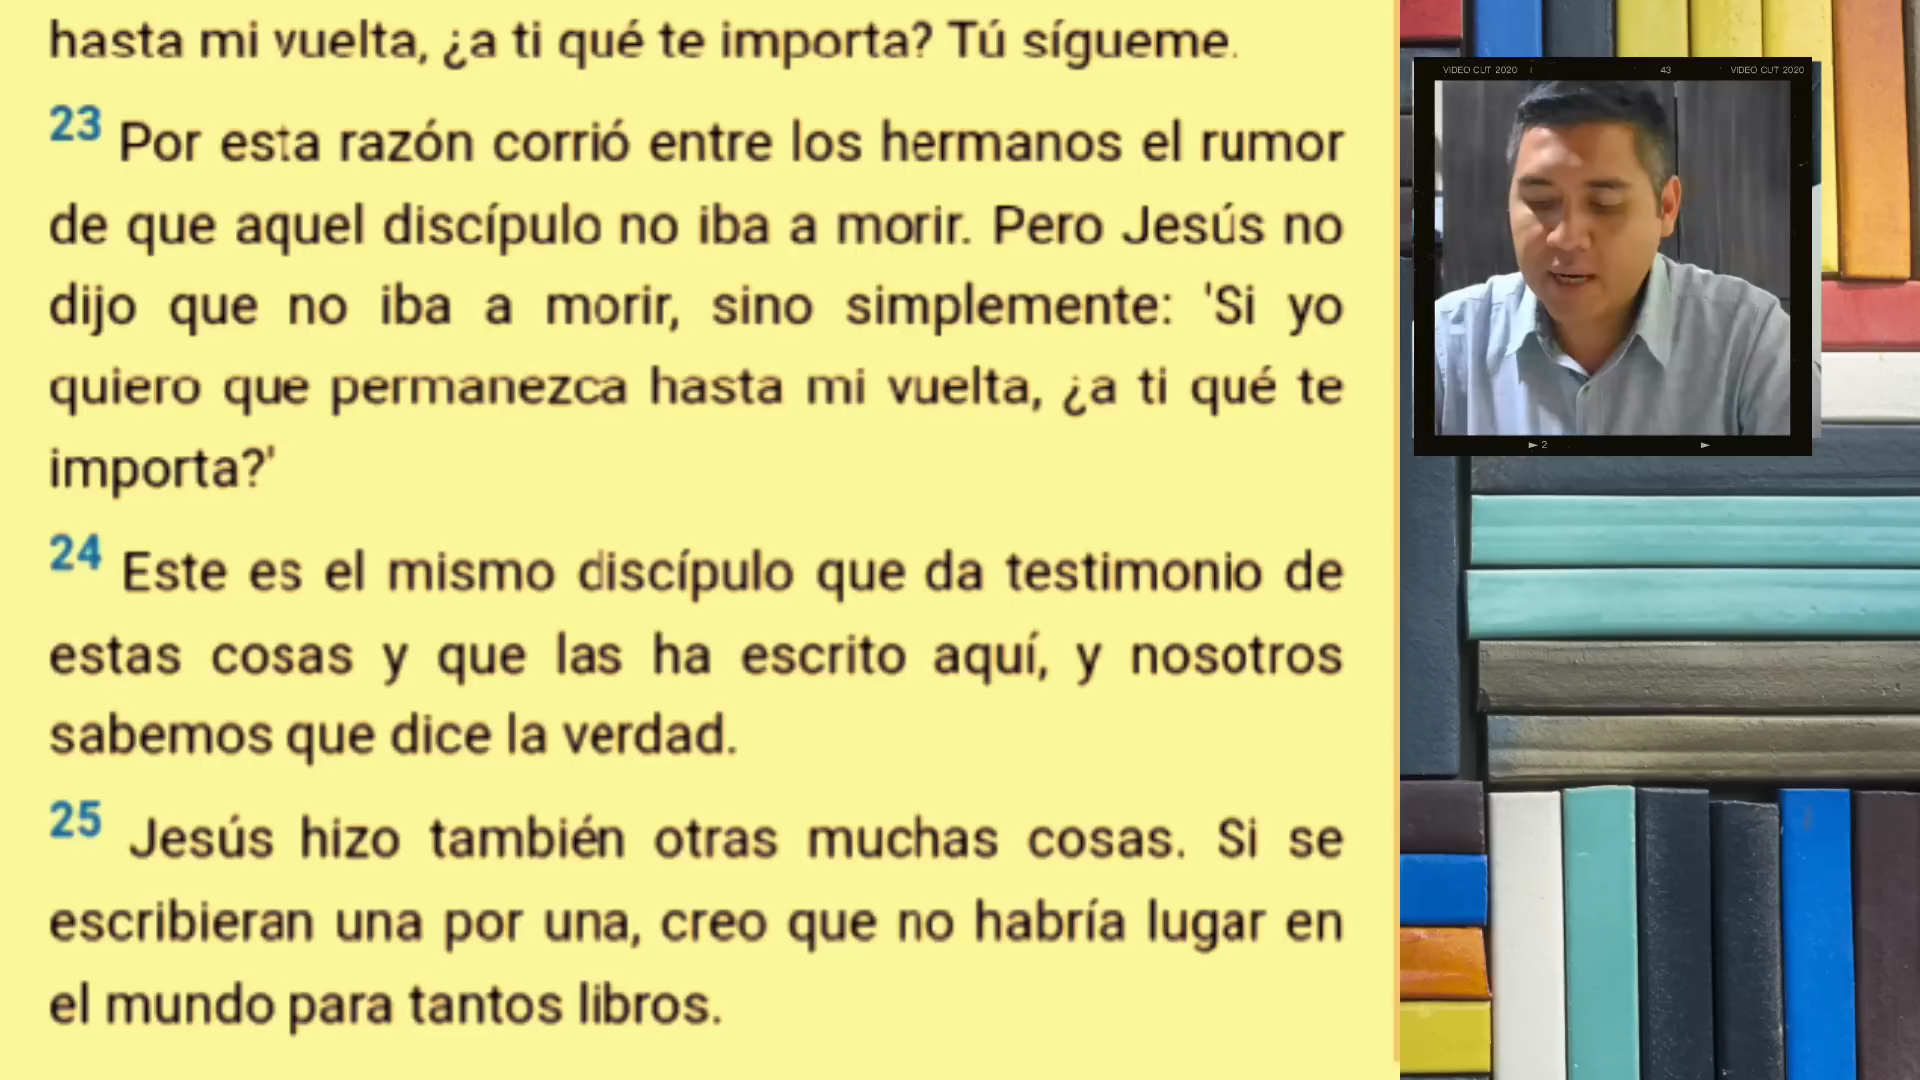 hasta mi vuelta, ¿a ti qué te importa? Tú sígueme.
23 Por esta razón corrió entre los hermanos el rumor
de que aquel discípulo no iba a morir. Pero Jesús no
dijo que no iba a morir, sino simplemente: 'Si yo
quiero que permanezca hasta mi vuelta, ¿a ti qué te
importa?'
24 Este es el mismo discípulo que da testimonio de
estas cosas y que las ha escrito aquí, y nosotros
sabemos que dice la verdad.
25 Jesús hizo también otras muchas cosas. Si se
escribieran una por una, creo que no habría lugar en
el mundo para tantos libros.
VIDEO CUT 2020 43 VIDEO CUT 2020
2